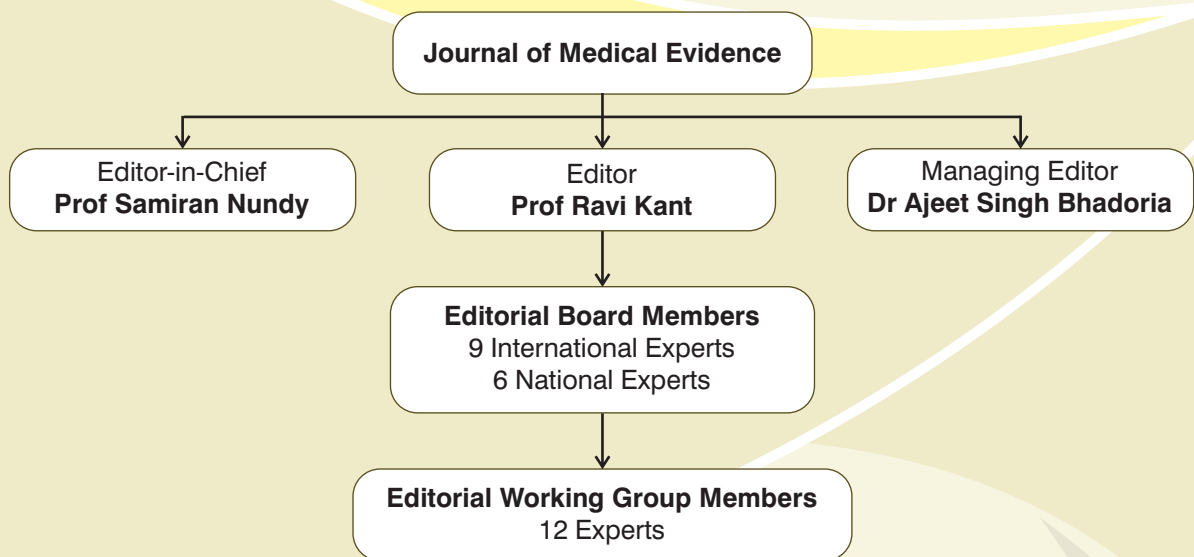 Journal of Medical Evidence
Editor-in-Chief
Prof Samiran Nundy
Editor
Prof Ravi Kant
Managing Editor
Dr Ajeet Singh Bhadoria
Editorial Board Members
9 International Experts
6 National Experts
Editorial Working Group Members
12 Experts